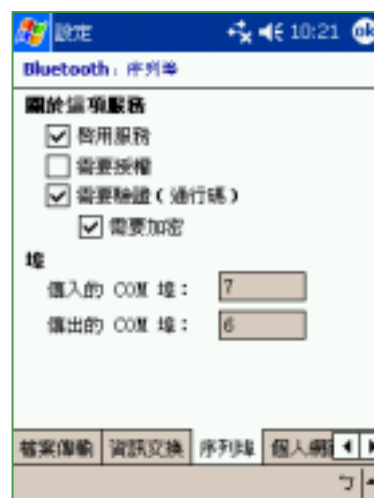 設定 10:21 ok
Bluetooth：序列埠
關於這項服務
啟用服務
需要授權
需要驗證（通行碼）
需要加密
埠
傳入的 COM 埠： 7
傳出的 COM 埠： 6
檔案傳輸 資訊交換 序列埠 個人網
ㄅ